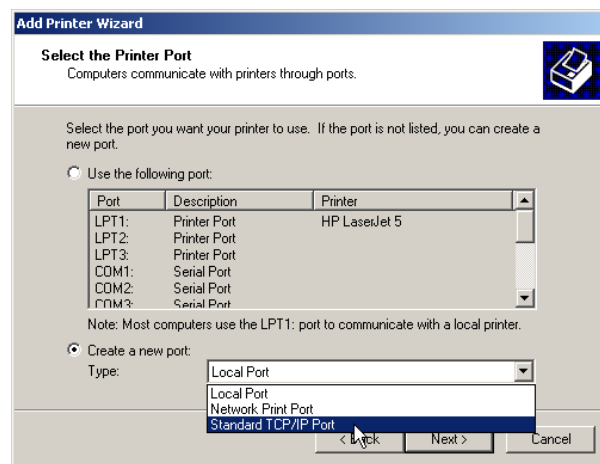 Add Printer Wizard
Select the Printer Port
Computers communicate with printers through ports.
Select the port you want your printer to use. If the port is not listed, you can create a
new port.
Use the following port:
Port Description Printer
LPT1: Printer Port HP LaserJet 5
LPT2: Printer Port
LPT3: Printer Port
COM1: Serial Port
COM2: Serial Port
COM3: Serial Port
Note: Most computers use the LPT1: port to communicate with a local printer.
Create a new port:
Type: Local Port
Local Port
Network Print Port
Standard TCP/IP Port
< Back Next > Cancel